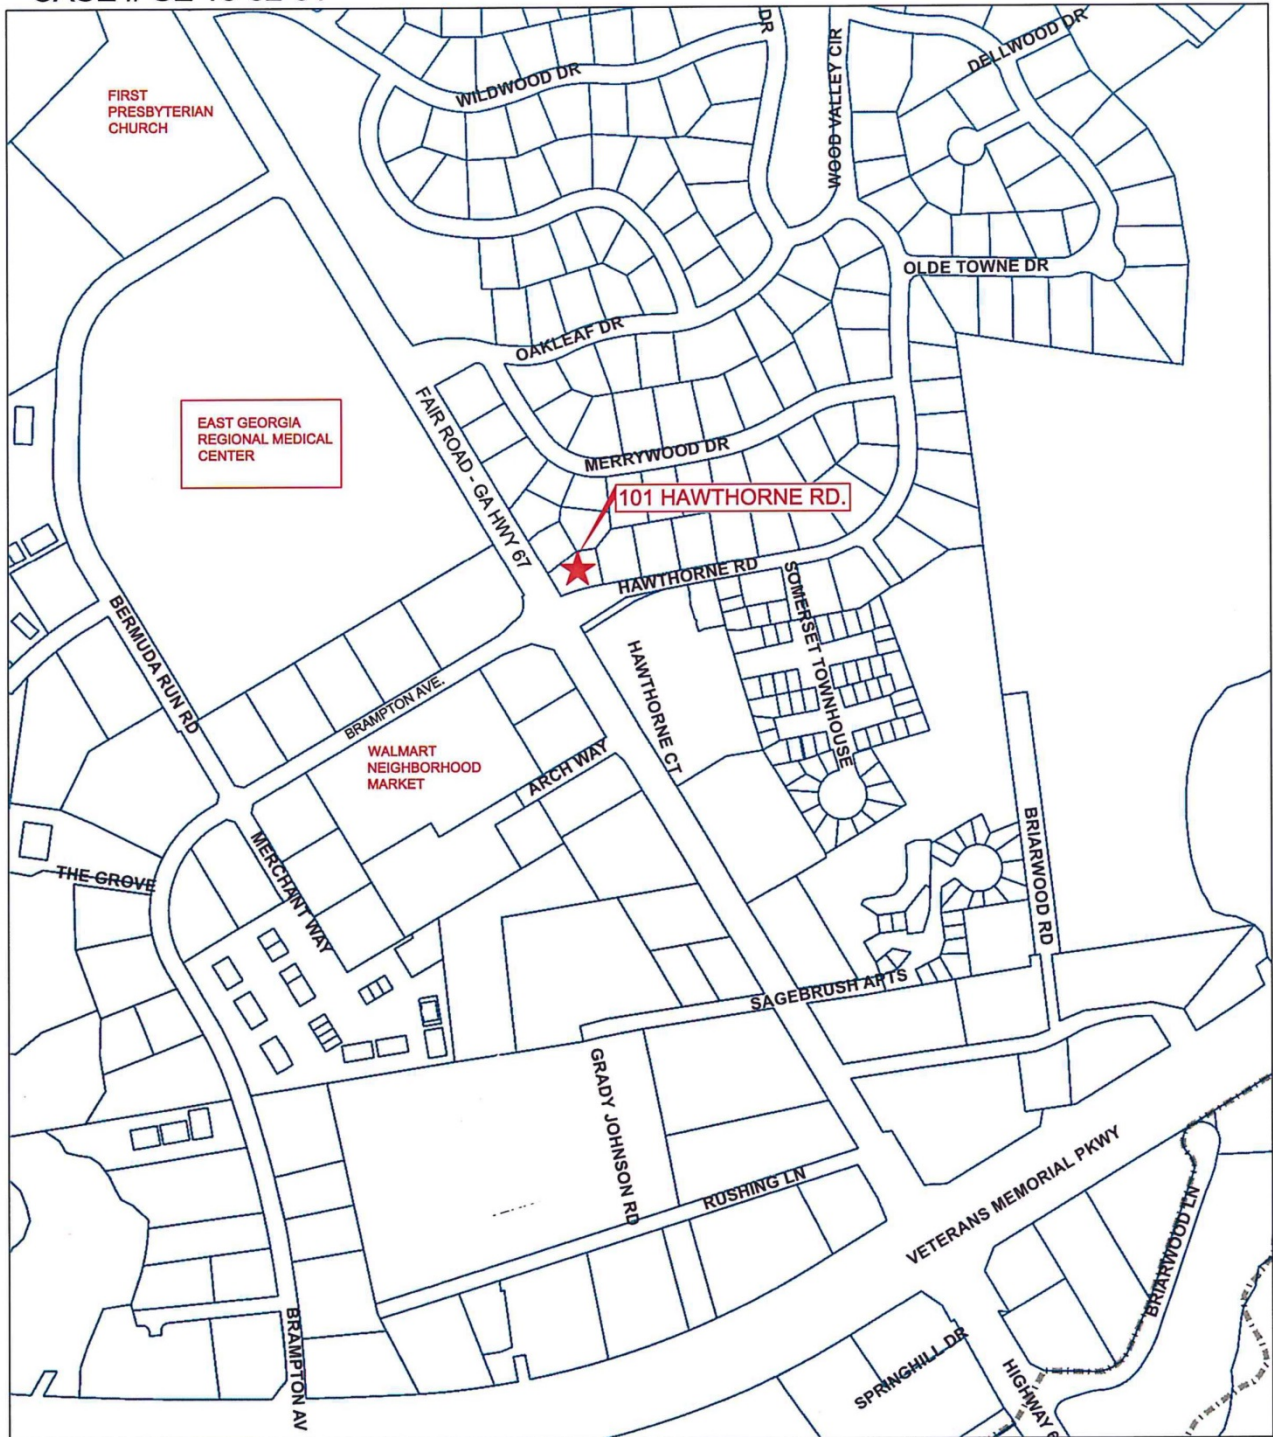 WILDWOOD DR
DR
WOOD VALLEY CIR
DELLWOOD DR
FIRST
PRESBYTERIAN
CHURCH
OLDE TOWNE DR
OAKLEAF DR
FAIR ROAD - GA HWY 67
EAST GEORGIA
REGIONAL MEDICAL
CENTER
MERRYWOOD DR
101 HAWTHORNE RD.
HAWTHORNE RD
SOMERSET TOWNHOUSE
BERMUDA RUN RD
HAWTHORNE CT
BRAMPTON AVE.
WALMART
NEIGHBORHOOD
MARKET
ARCH WAY
THE GROVE
MERCHANT WAY
BRIARWOOD RD
SAGEBRUSH APTS
GRADY JOHNSON RD
RUSHING LN
VETERANS MEMORIAL PKWY
BRIARWOOD LN
BRAMPTON AV
SPRINGHILL DR
HIGHWAY 6